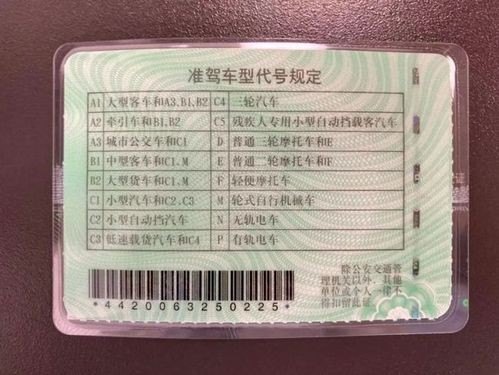 准驾车型代号规定
A1 大型客车和A3、B1、B2 C4 三轮汽车
A2 牵引车和B1、B2 C5 残疾人专用小型自动挡载客汽车
A3 城市公交车和C1 D 普通三轮摩托车和E
B1 中型客车和C1、M E 普通二轮摩托车和F
B2 大型货车和C1、M F 轻便摩托车
C1 小型汽车和C2、C3 M 轮式自行机械车
C2 小型自动挡汽车 N 无轨电车
C3 低速载货汽车和C4 P 有轨电车
*4420063250225*
除公安交通管
理机关以外，其他
单位或个人一律不
得扣留此证